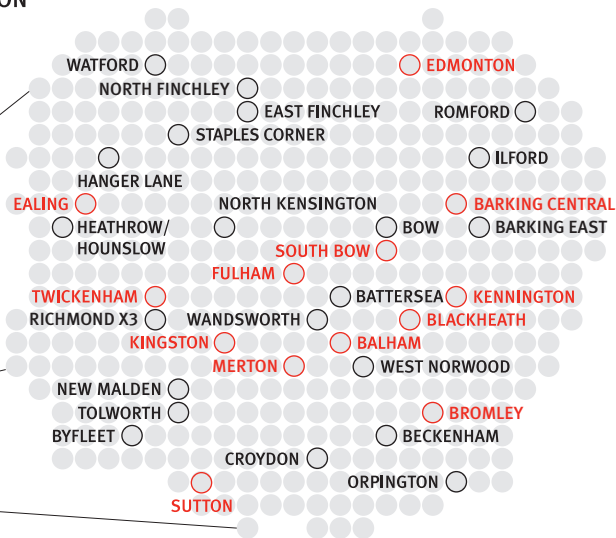 ON
WATFORD
EDMONTON
NORTH FINCHLEY
EAST FINCHLEY
ROMFORD
STAPLES CORNER
HANGER LANE
ILFORD
EALING
NORTH KENSINGTON
BARKING CENTRAL
HEATHROW/
HOUNSLOW
BOW
BARKING EAST
SOUTH BOW
FULHAM
TWICKENHAM
BATTERSEA
KENNINGTON
RICHMOND X3
WANDSWORTH
BLACKHEATH
KINGSTON
BALHAM
MERTON
WEST NORWOOD
NEW MALDEN
TOLWORTH
BROMLEY
BYFLEET
BECKENHAM
CROYDON
ORPINGTON
SUTTON